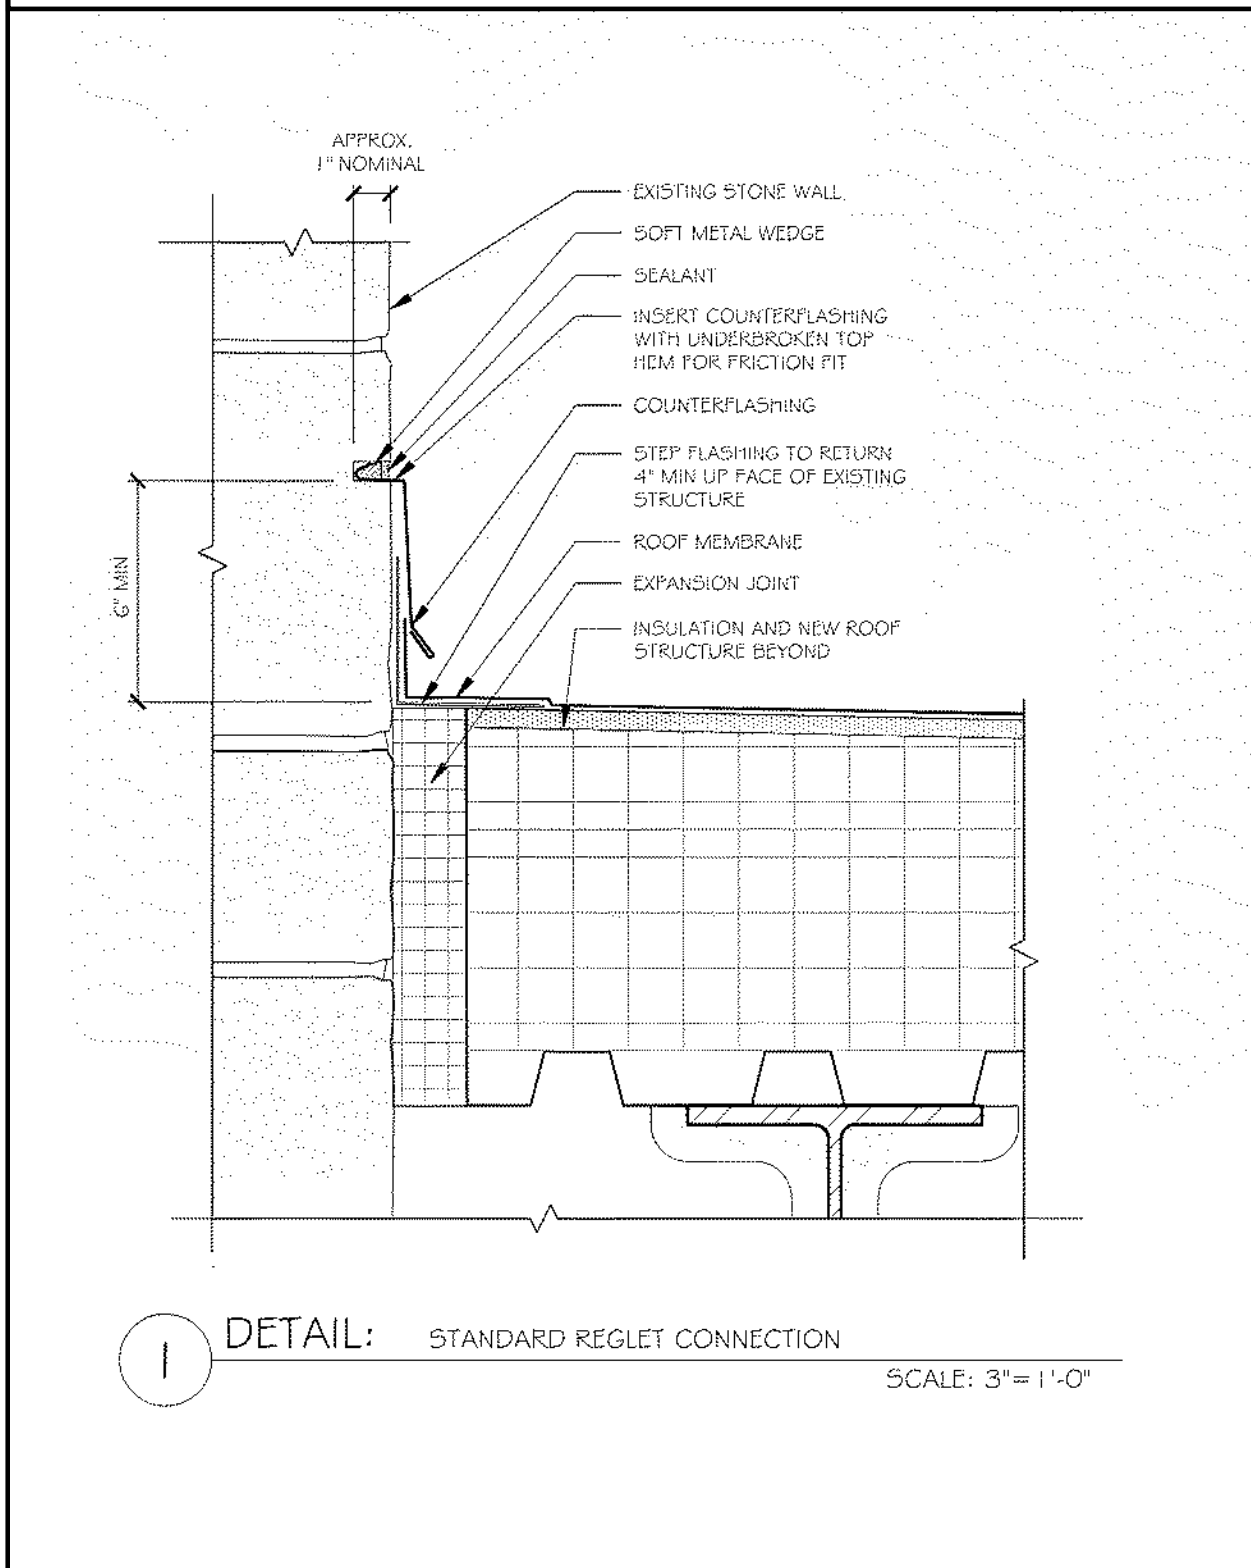 APPROX.
1" NOMINAL
EXISTING STONE WALL
SOFT METAL WEDGE
SEALANT
INSERT COUNTERFLASHING
WITH UNDERBROKEN TOP
HEM FOR FRICTION FIT
COUNTERFLASHING
STEP FLASHING TO RETURN
4" MIN UP FACE OF EXISTING
STRUCTURE
ROOF MEMBRANE
EXPANSION JOINT
INSULATION AND NEW ROOF
STRUCTURE BEYOND
6" MIN
1
DETAIL: STANDARD REGLET CONNECTION
SCALE: 3"=1'-0"